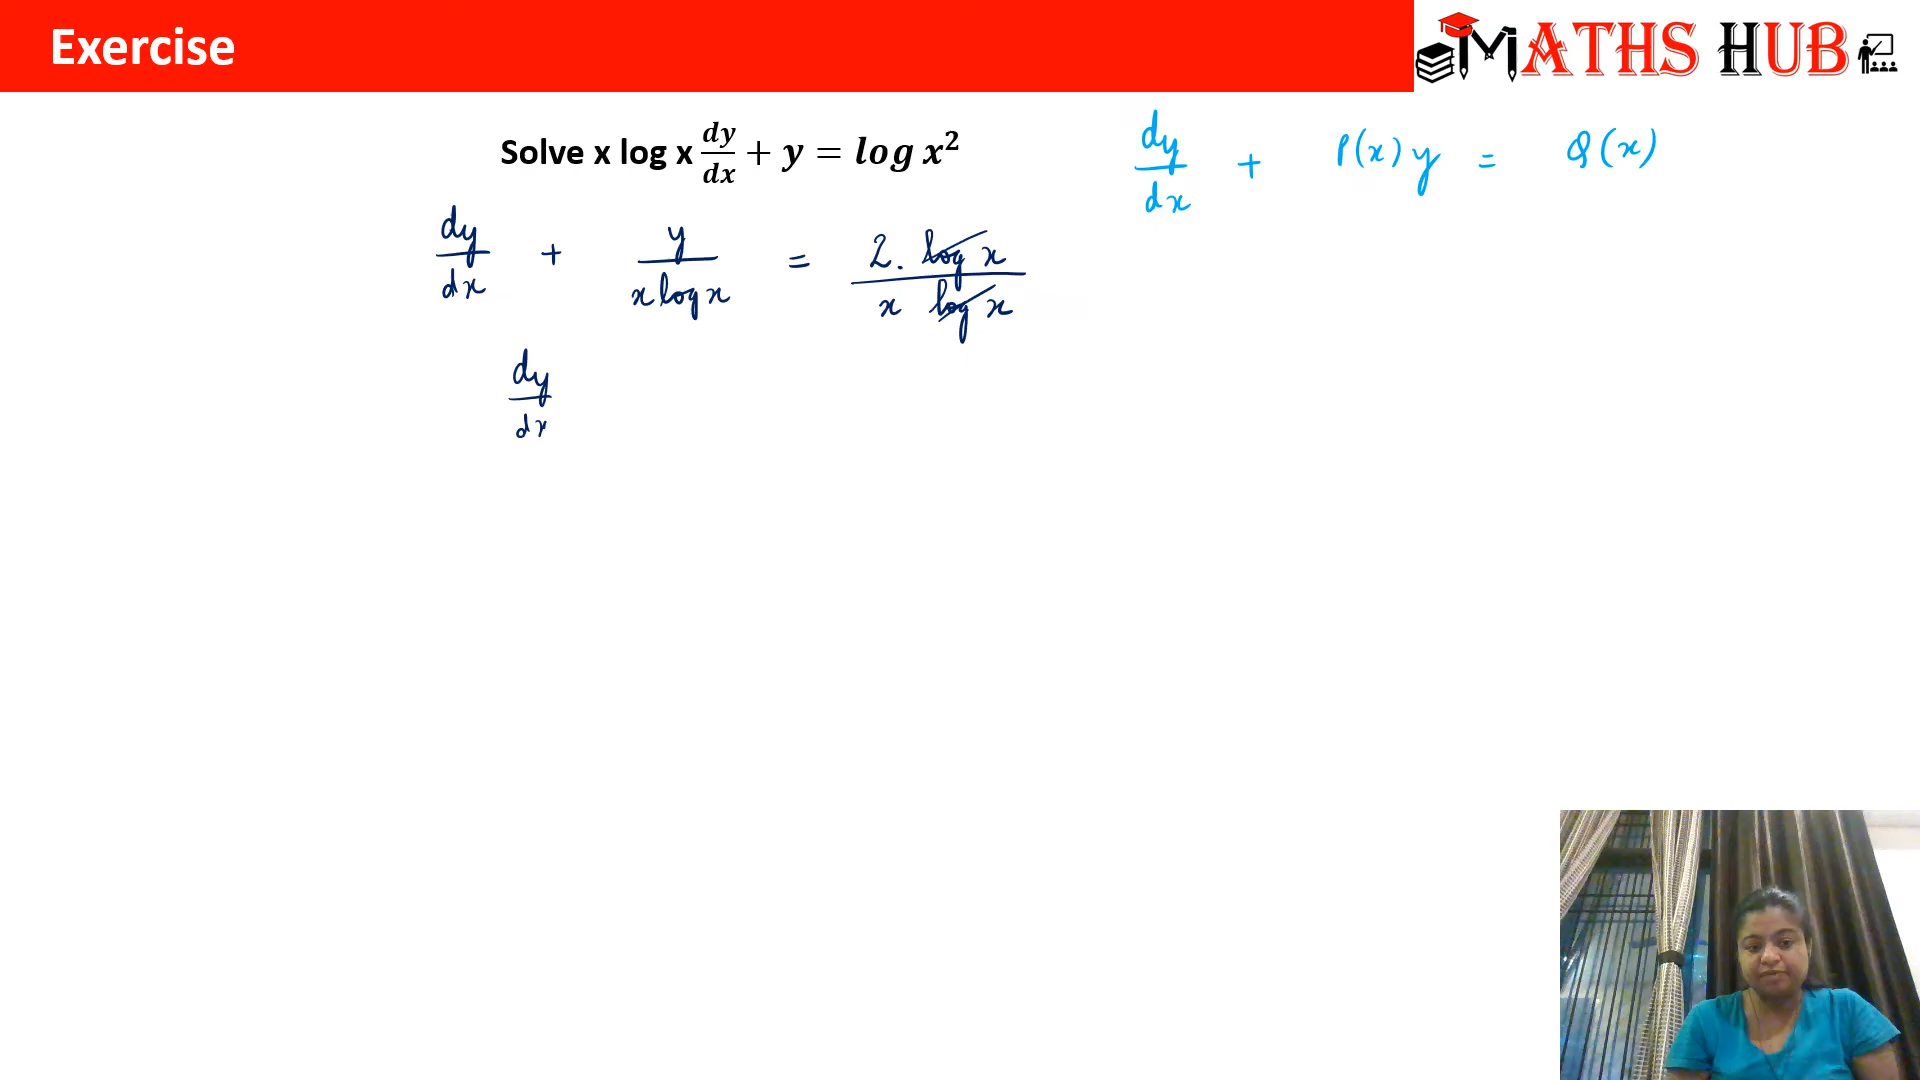 Exercise
MATHS HUB
Solve x log x dy/dx + y = log x²
dy/dx + P(x) y = Q(x)
dy/dx + y/(x log x) = 2. log x/(x log x)
dy/dx